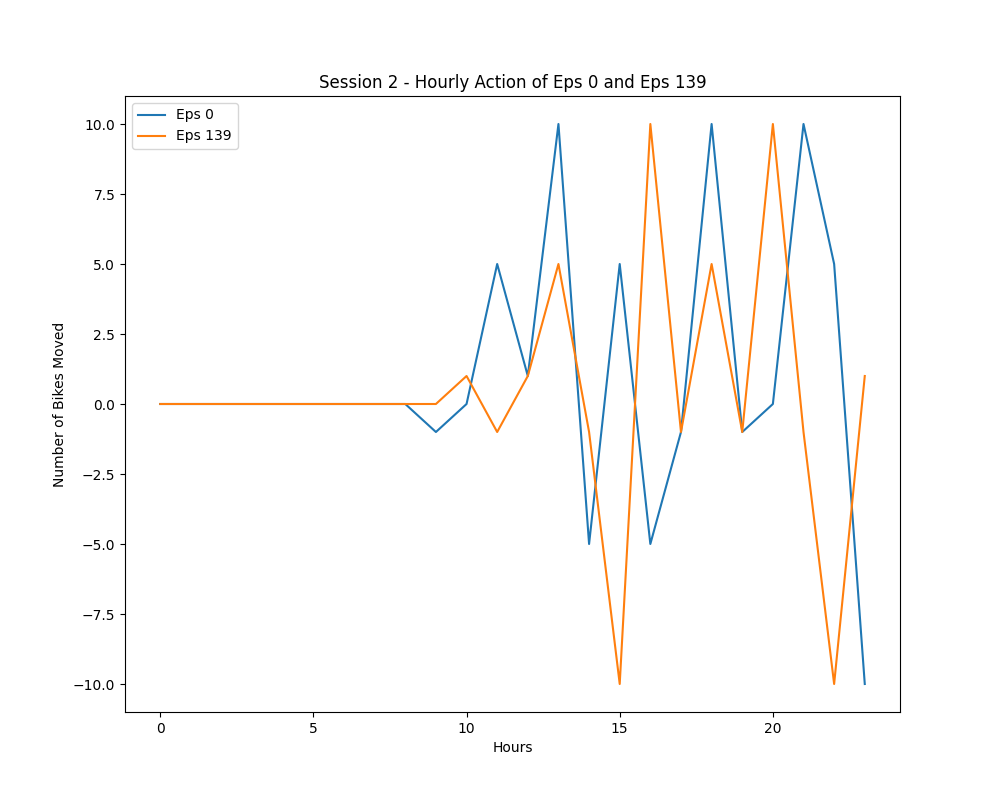 Session 2 - Hourly Action of Eps 0 and Eps 139
Eps 0
Eps 139
10.0
7.5
5.0
2.5
0.0
−2.5
−5.0
−7.5
−10.0
Number of Bikes Moved
0 5 10 15 20
Hours